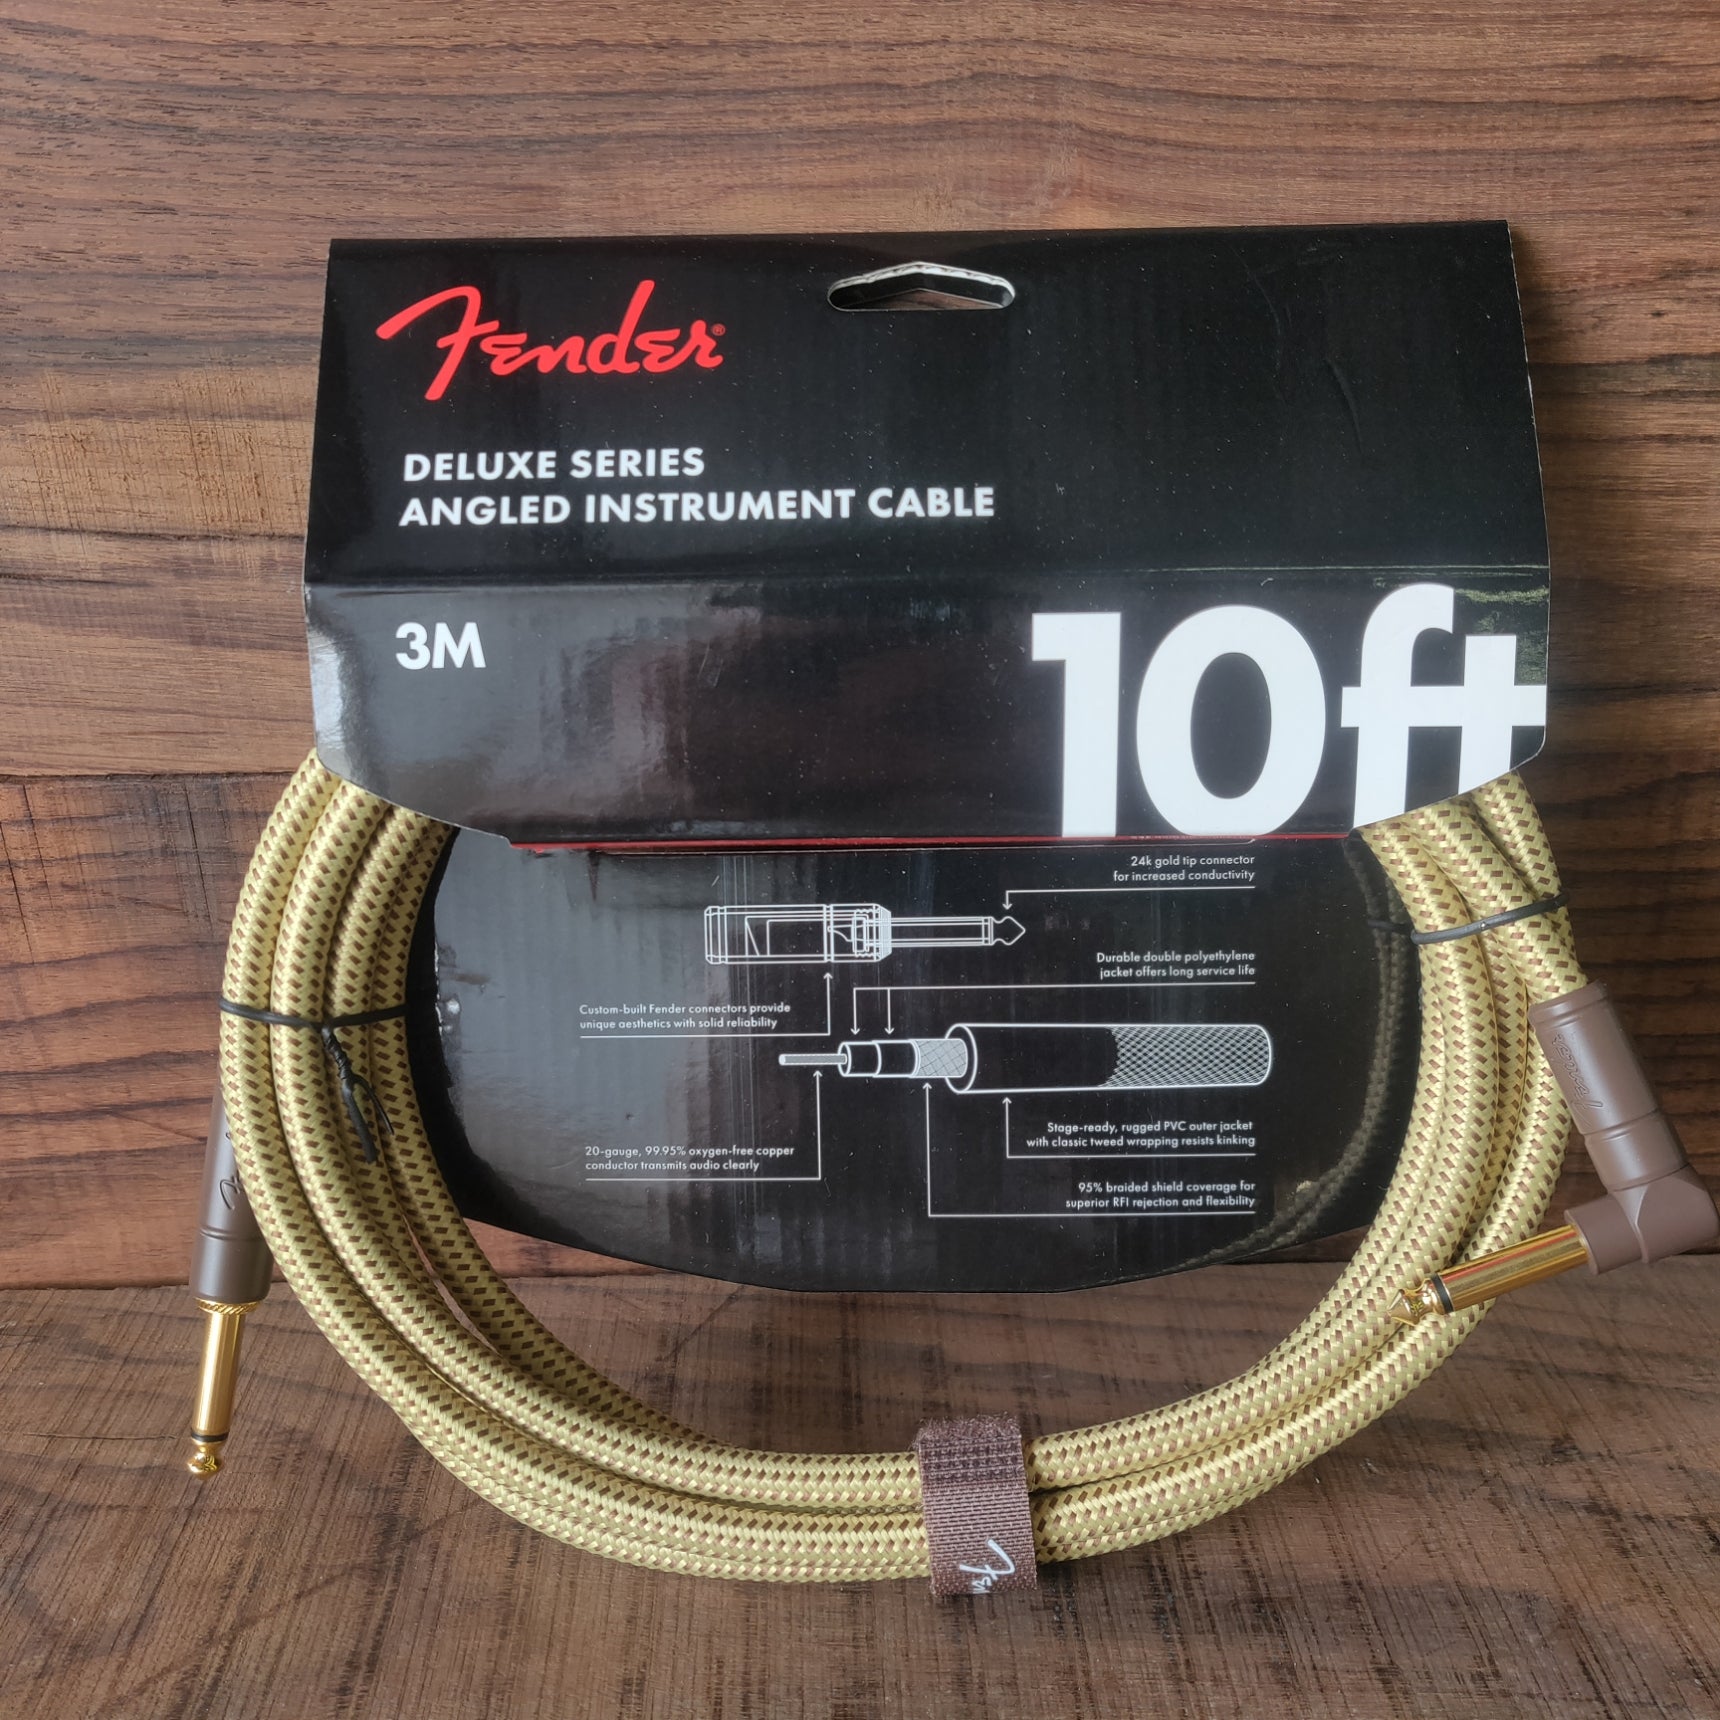 Fender®
DELUXE SERIES
ANGLED INSTRUMENT CABLE
3M
10ft
24k gold tip connector
for increased conductivity
Durable double polyethylene
jacket offers long service life
Custom-built Fender connectors provide
unique aesthetics with solid reliability
Stage-ready, rugged PVC outer jacket
with classic tweed wrapping resists kinking
20-gauge, 99.95% oxygen-free copper
conductor transmits audio clearly
95% braided shield coverage for
superior RFI rejection and flexibility
Fender